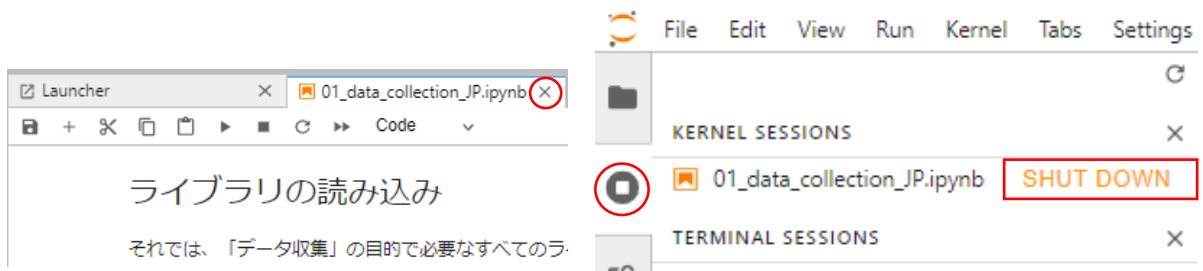 Launcher
01_data_collection_JP.ipynb
Code
ライブラリの読み込み
それでは、「データ収集」の目的で必要なすべてのラ
File Edit View Run Kernel Tabs Settings
KERNEL SESSIONS
01_data_collection_JP.ipynb SHUT DOWN
TERMINAL SESSIONS